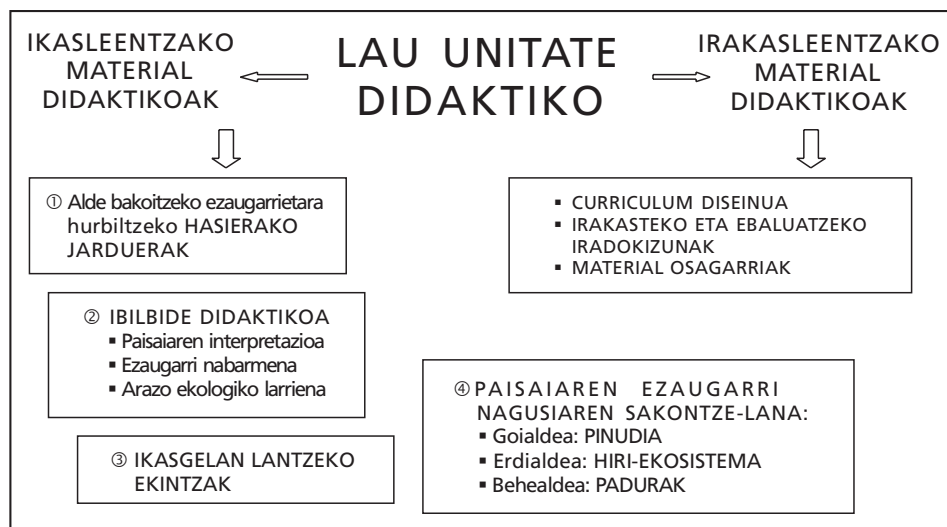 LAU UNITATE
DIDAKTIKO
IKASLEENTZAKO
MATERIAL
DIDAKTIKOAK
IRAKASLEENTZAKO
MATERIAL
DIDAKTIKOAK
① Alde bakoitzeko ezaugarrietara
hurbiltzeko HASIERAKO
JARDUERAK
② IBILBIDE DIDAKTIKOA
▪ Paisaiaren interpretazioa
▪ Ezaugarri nabarmena
▪ Arazo ekologiko larriena
③ IKASGELAN LANTZEKO
EKINTZAK
▪ CURRICULUM DISEINUA
▪ IRAKASTEKO ETA EBALUATZEKO
IRADOKIZUNAK
▪ MATERIAL OSAGARRIAK
④ PAISAIAREN EZAUGARRI
NAGUSIAREN SAKONTZE-LANA:
▪ Goialdea: PINUDIA
▪ Erdialdea: HIRI-EKOSISTEMA
▪ Behealdea: PADURAK